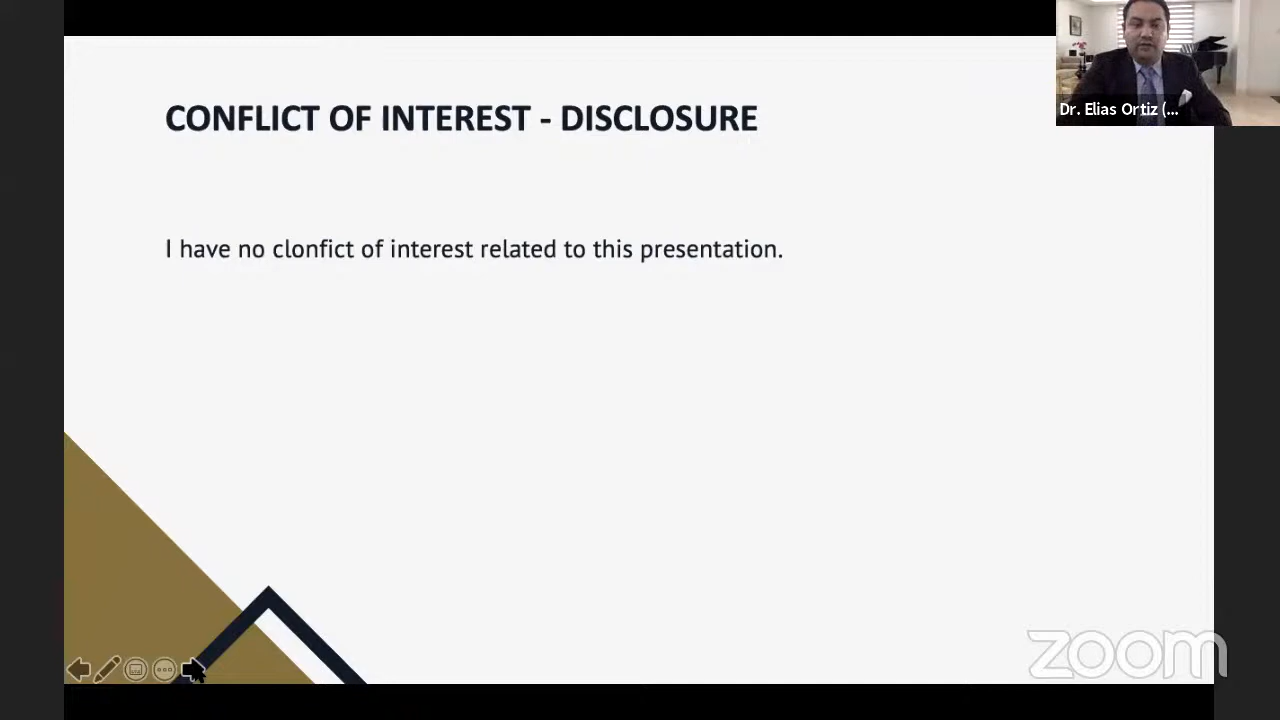 CONFLICT OF INTEREST - DISCLOSURE
Dr. Elias Ortiz (...
I have no clonfict of interest related to this presentation.
zoom